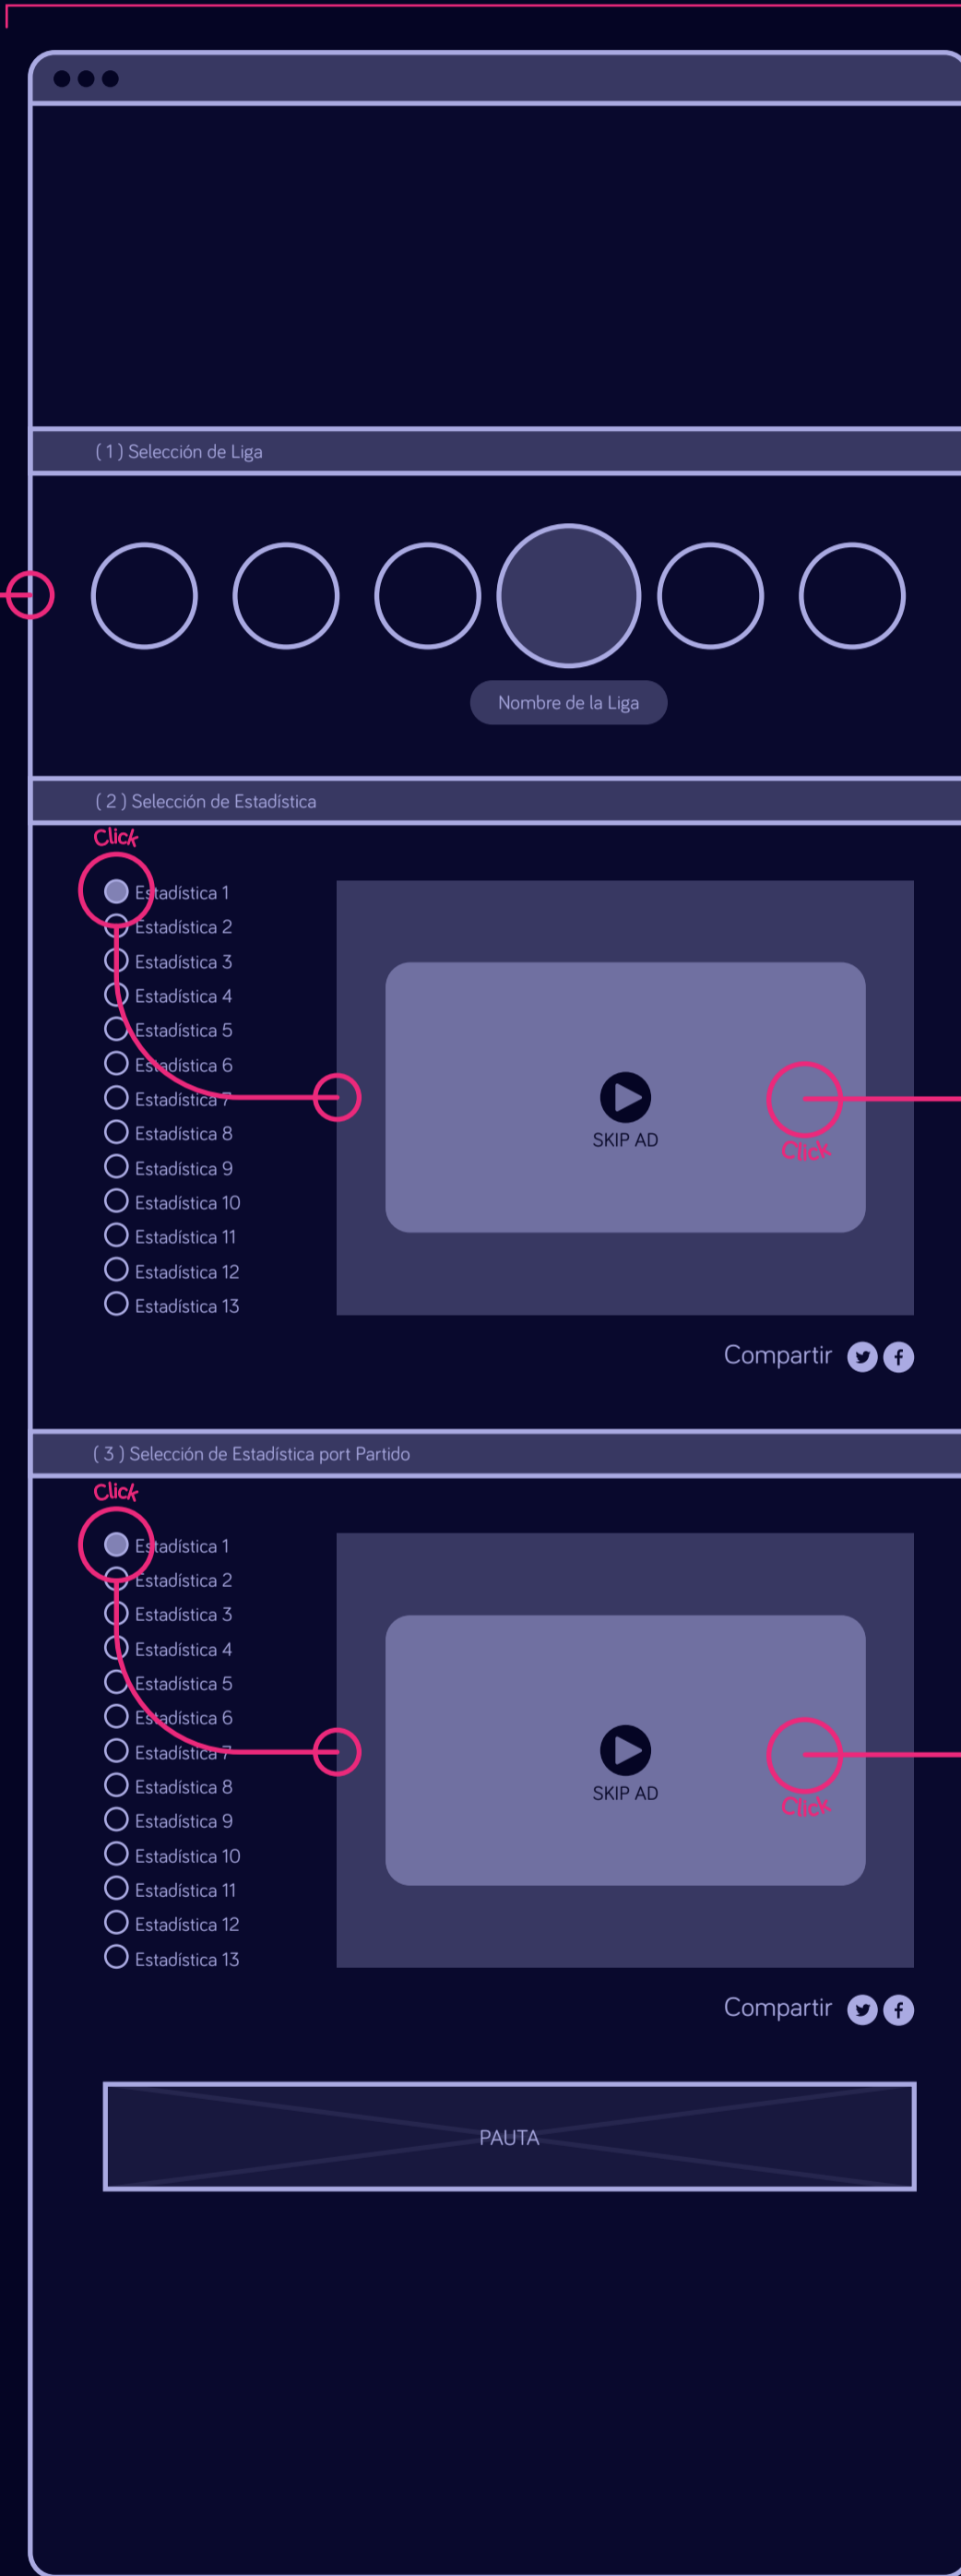 ( 1 ) Selección de Liga
Nombre de la Liga
( 2 ) Selección de Estadística
Click
Estadística 1
Estadística 2
Estadística 3
Estadística 4
Estadística 5
Estadística 6
Estadística 7
Estadística 8
Estadística 9
Estadística 10
Estadística 11
Estadística 12
Estadística 13
SKIP AD
Click
Compartir
( 3 ) Selección de Estadística port Partido
Click
Estadística 1
Estadística 2
Estadística 3
Estadística 4
Estadística 5
Estadística 6
Estadística 7
Estadística 8
Estadística 9
Estadística 10
Estadística 11
Estadística 12
Estadística 13
SKIP AD
Click
Compartir
PAUTA